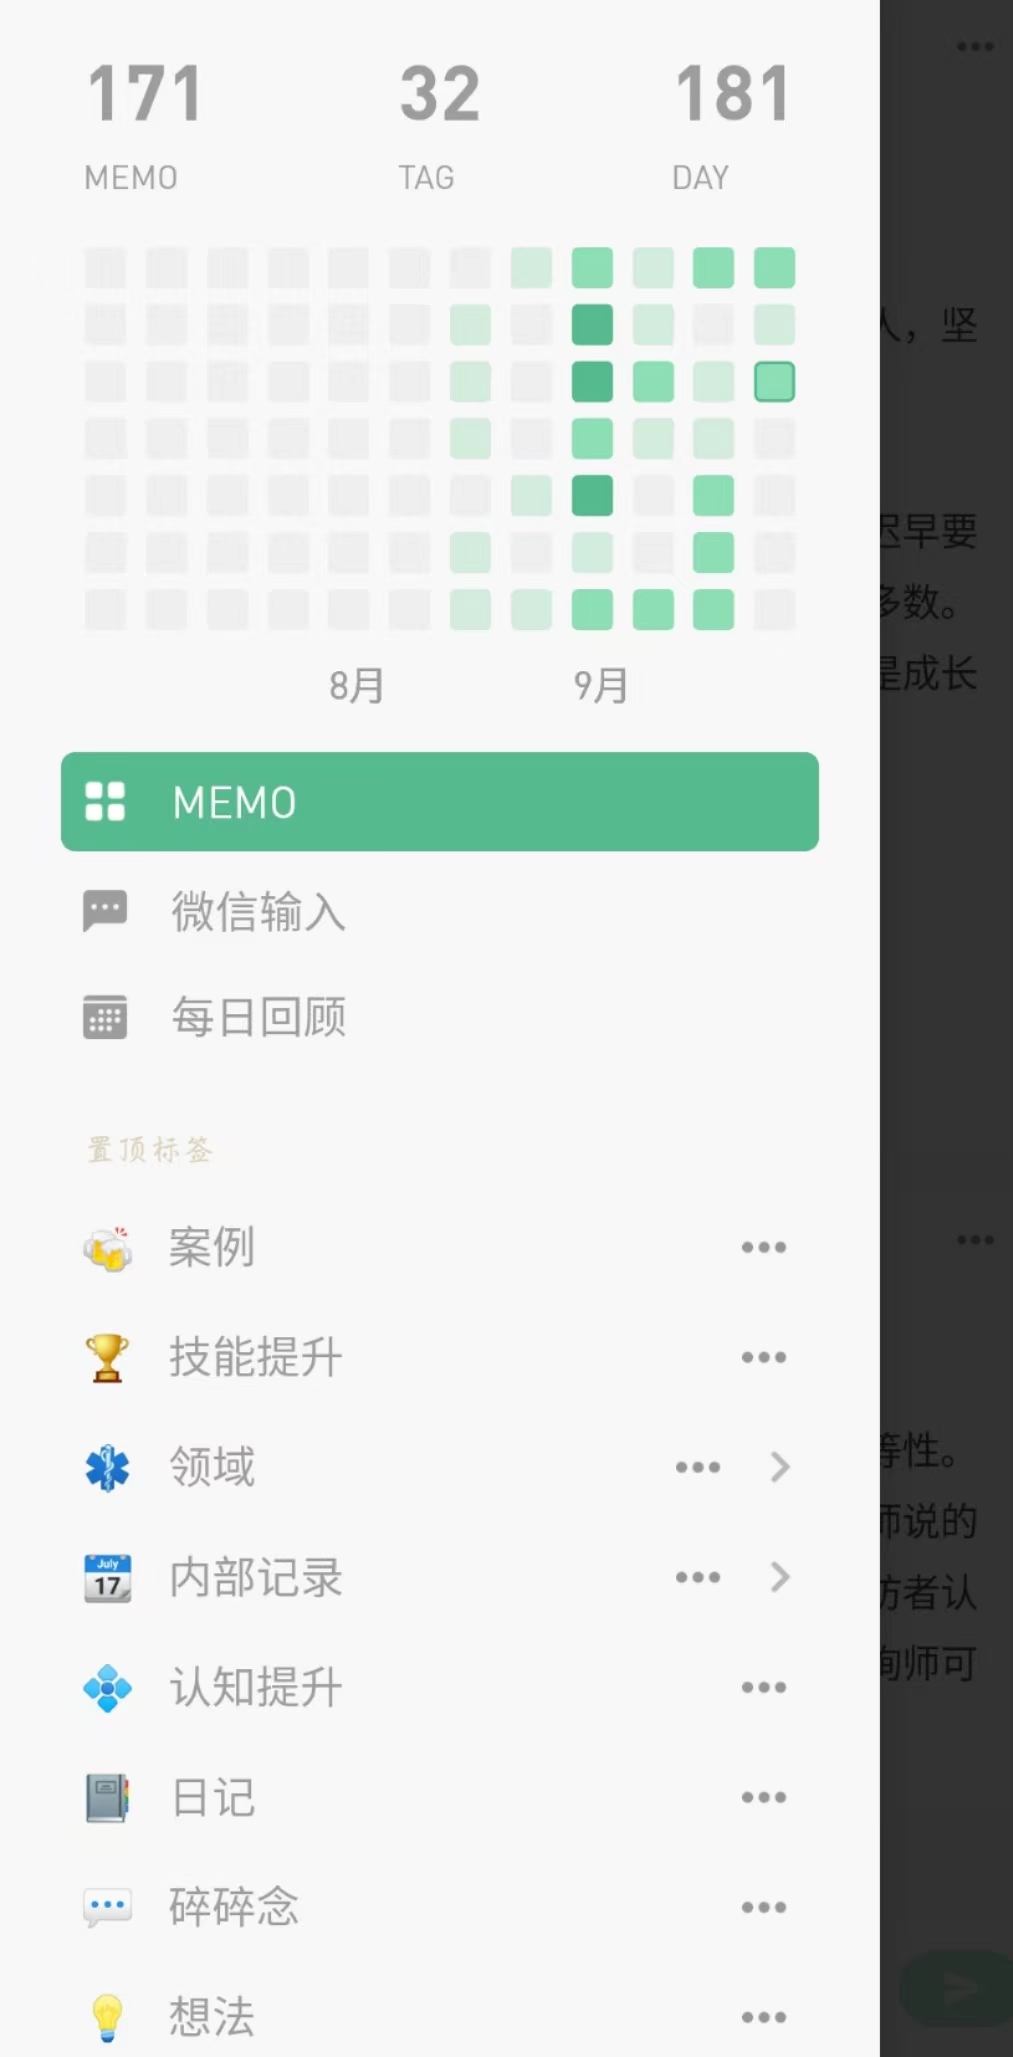 171 32 181
MEMO TAG DAY
人，坚
迟早要
多数。
是成长
8月 9月
MEMO
微信输入
每日回顾
置顶标签
案例
技能提升
等性。
领域
师说的
July
17
内部记录
访者认
询师可
认知提升
日记
碎碎念
想法